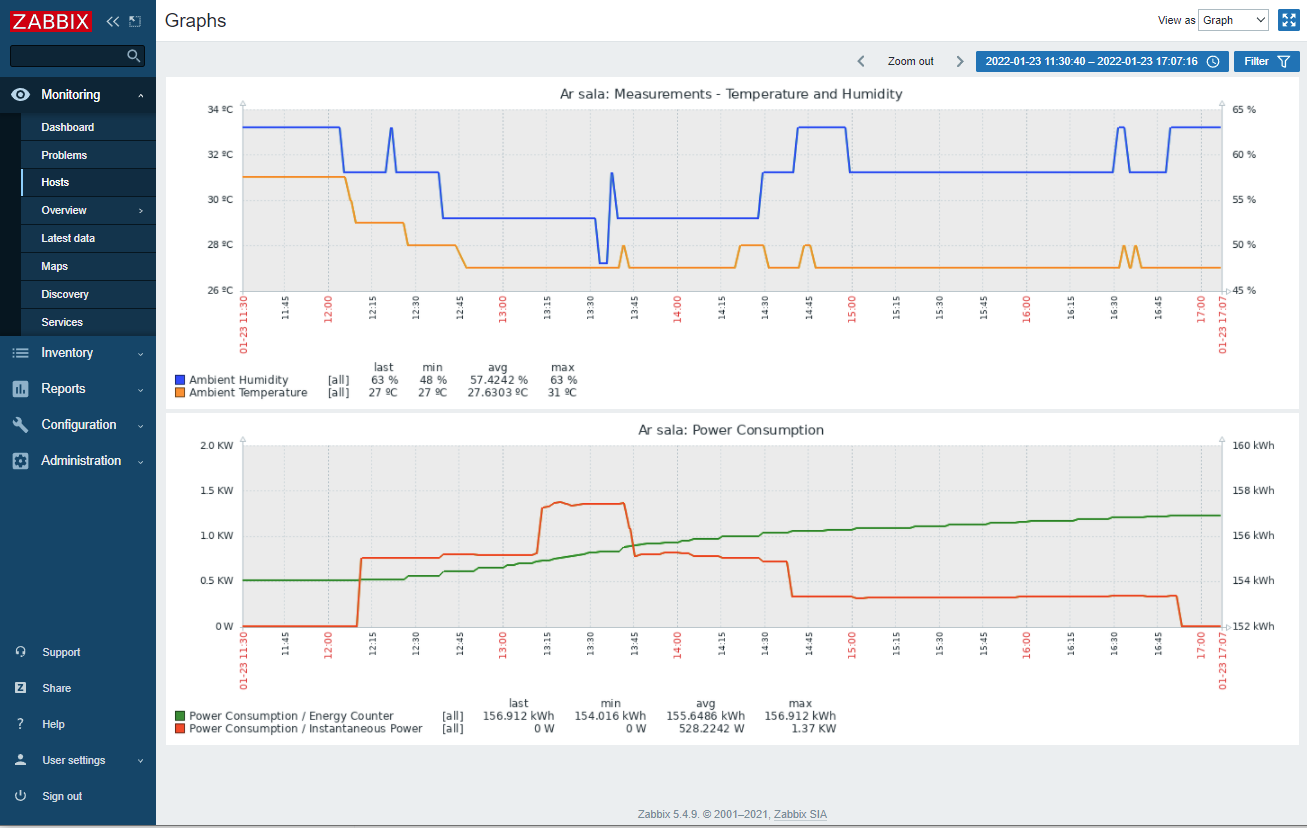 ZABBIX
Graphs
View as Graph
Zoom out
2022-01-23 11:30:40 – 2022-01-23 17:07:16
Filter
Monitoring
Dashboard
Problems
Hosts
Overview
Latest data
Maps
Discovery
Services
Inventory
Reports
Configuration
Administration
Support
Share
Help
User settings
Sign out
Ar sala: Measurements - Temperature and Humidity
34 ºC
32 ºC
30 ºC
28 ºC
26 ºC
65 %
60 %
55 %
50 %
45 %
01-23 11:30 11:45 12:00 12:15 12:30 12:45 13:00 13:15 13:30 13:45 14:00 14:15 14:30 14:45 15:00 15:15 15:30 15:45 16:00 16:15 16:30 16:45 17:00 01-23 17:07
last min avg max
Ambient Humidity [all] 63 % 48 % 57.4242 % 63 %
Ambient Temperature [all] 27 ºC 27 ºC 27.6303 ºC 31 ºC
Ar sala: Power Consumption
2.0 KW
1.5 KW
1.0 KW
0.5 KW
0 W
160 kWh
158 kWh
156 kWh
154 kWh
152 kWh
01-23 11:30 11:45 12:00 12:15 12:30 12:45 13:00 13:15 13:30 13:45 14:00 14:15 14:30 14:45 15:00 15:15 15:30 15:45 16:00 16:15 16:30 16:45 17:00 01-23 17:07
last min avg max
Power Consumption / Energy Counter [all] 156.912 kWh 154.016 kWh 155.6486 kWh 156.912 kWh
Power Consumption / Instantaneous Power [all] 0 W 0 W 528.2242 W 1.37 KW
Zabbix 5.4.9. © 2001–2021, Zabbix SIA